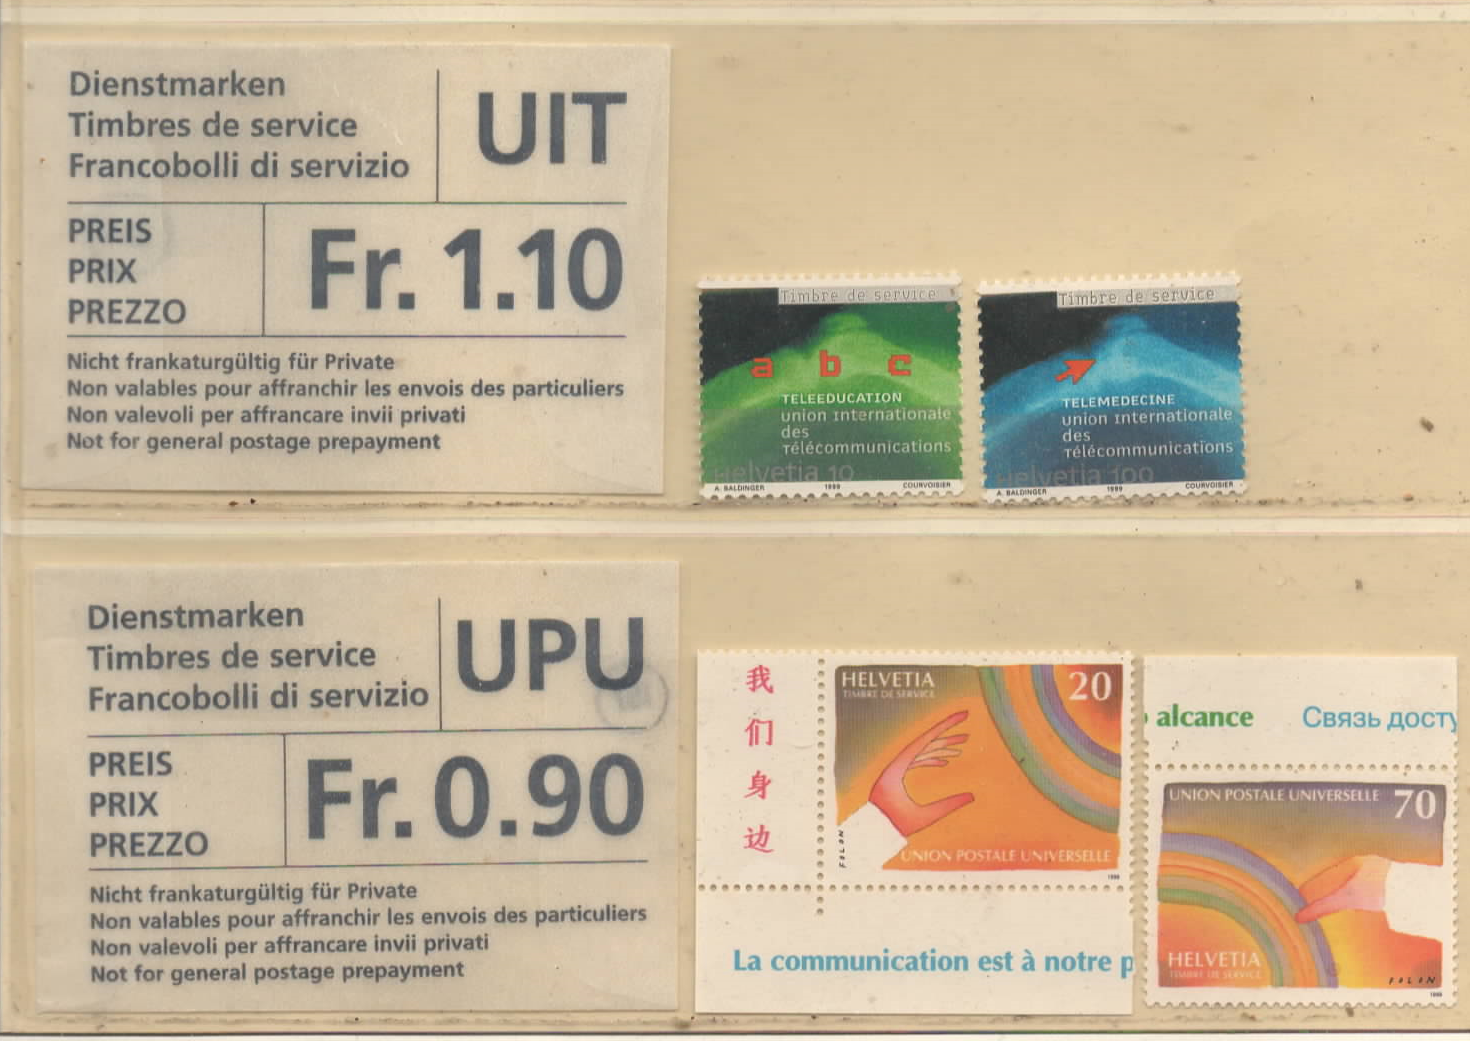 Dienstmarken
Timbres de service
Francobolli di servizio
UIT
PREIS
PRIX
PREZZO
Fr. 1.10
Nicht frankaturgültig für Private
Non valables pour affranchir les envois des particuliers
Non valevoli per affrancare invii privati
Not for general postage prepayment
Timbre de service
a b c
TELEEDUCATION
union internationale
des
télécommunications
Helvetia 10
A. BALDINGER 1999 COURVOISIER
Timbre de service
TELEMEDECINE
union internationale
des
télécommunications
Helvetia 100
A. BALDINGER 1999 COURVOISIER
Dienstmarken
Timbres de service
Francobolli di servizio
UPU
PREIS
PRIX
PREZZO
Fr. 0.90
Nicht frankaturgültig für Private
Non valables pour affranchir les envois des particuliers
Non valevoli per affrancare invii privati
Not for general postage prepayment
我
们
身
边
HELVETIA
TIMBRE DE SERVICE
20
FOLON
UNION POSTALE UNIVERSELLE
La communication est à notre p
alcance Связь досту
UNION POSTALE UNIVERSELLE 70
HELVETIA
TIMBRE DE SERVICE
FOLON